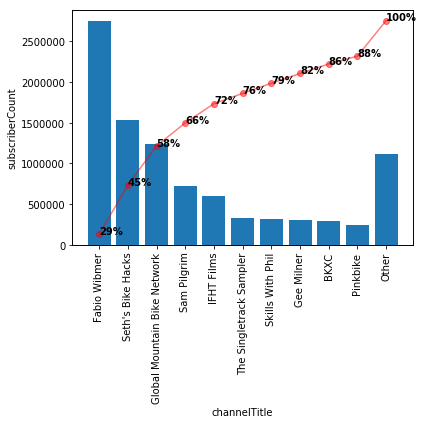 100%
88%
86%
82%
79%
76%
72%
66%
58%
45%
29%
2500000
2000000
1500000
1000000
500000
0
subscriberCount
Fabio Wibmer
Seth's Bike Hacks
Global Mountain Bike Network
Sam Pilgrim
IFHT Films
The Singletrack Sampler
Skills With Phil
Gee Milner
BKXC
Pinkbike
Other
channelTitle